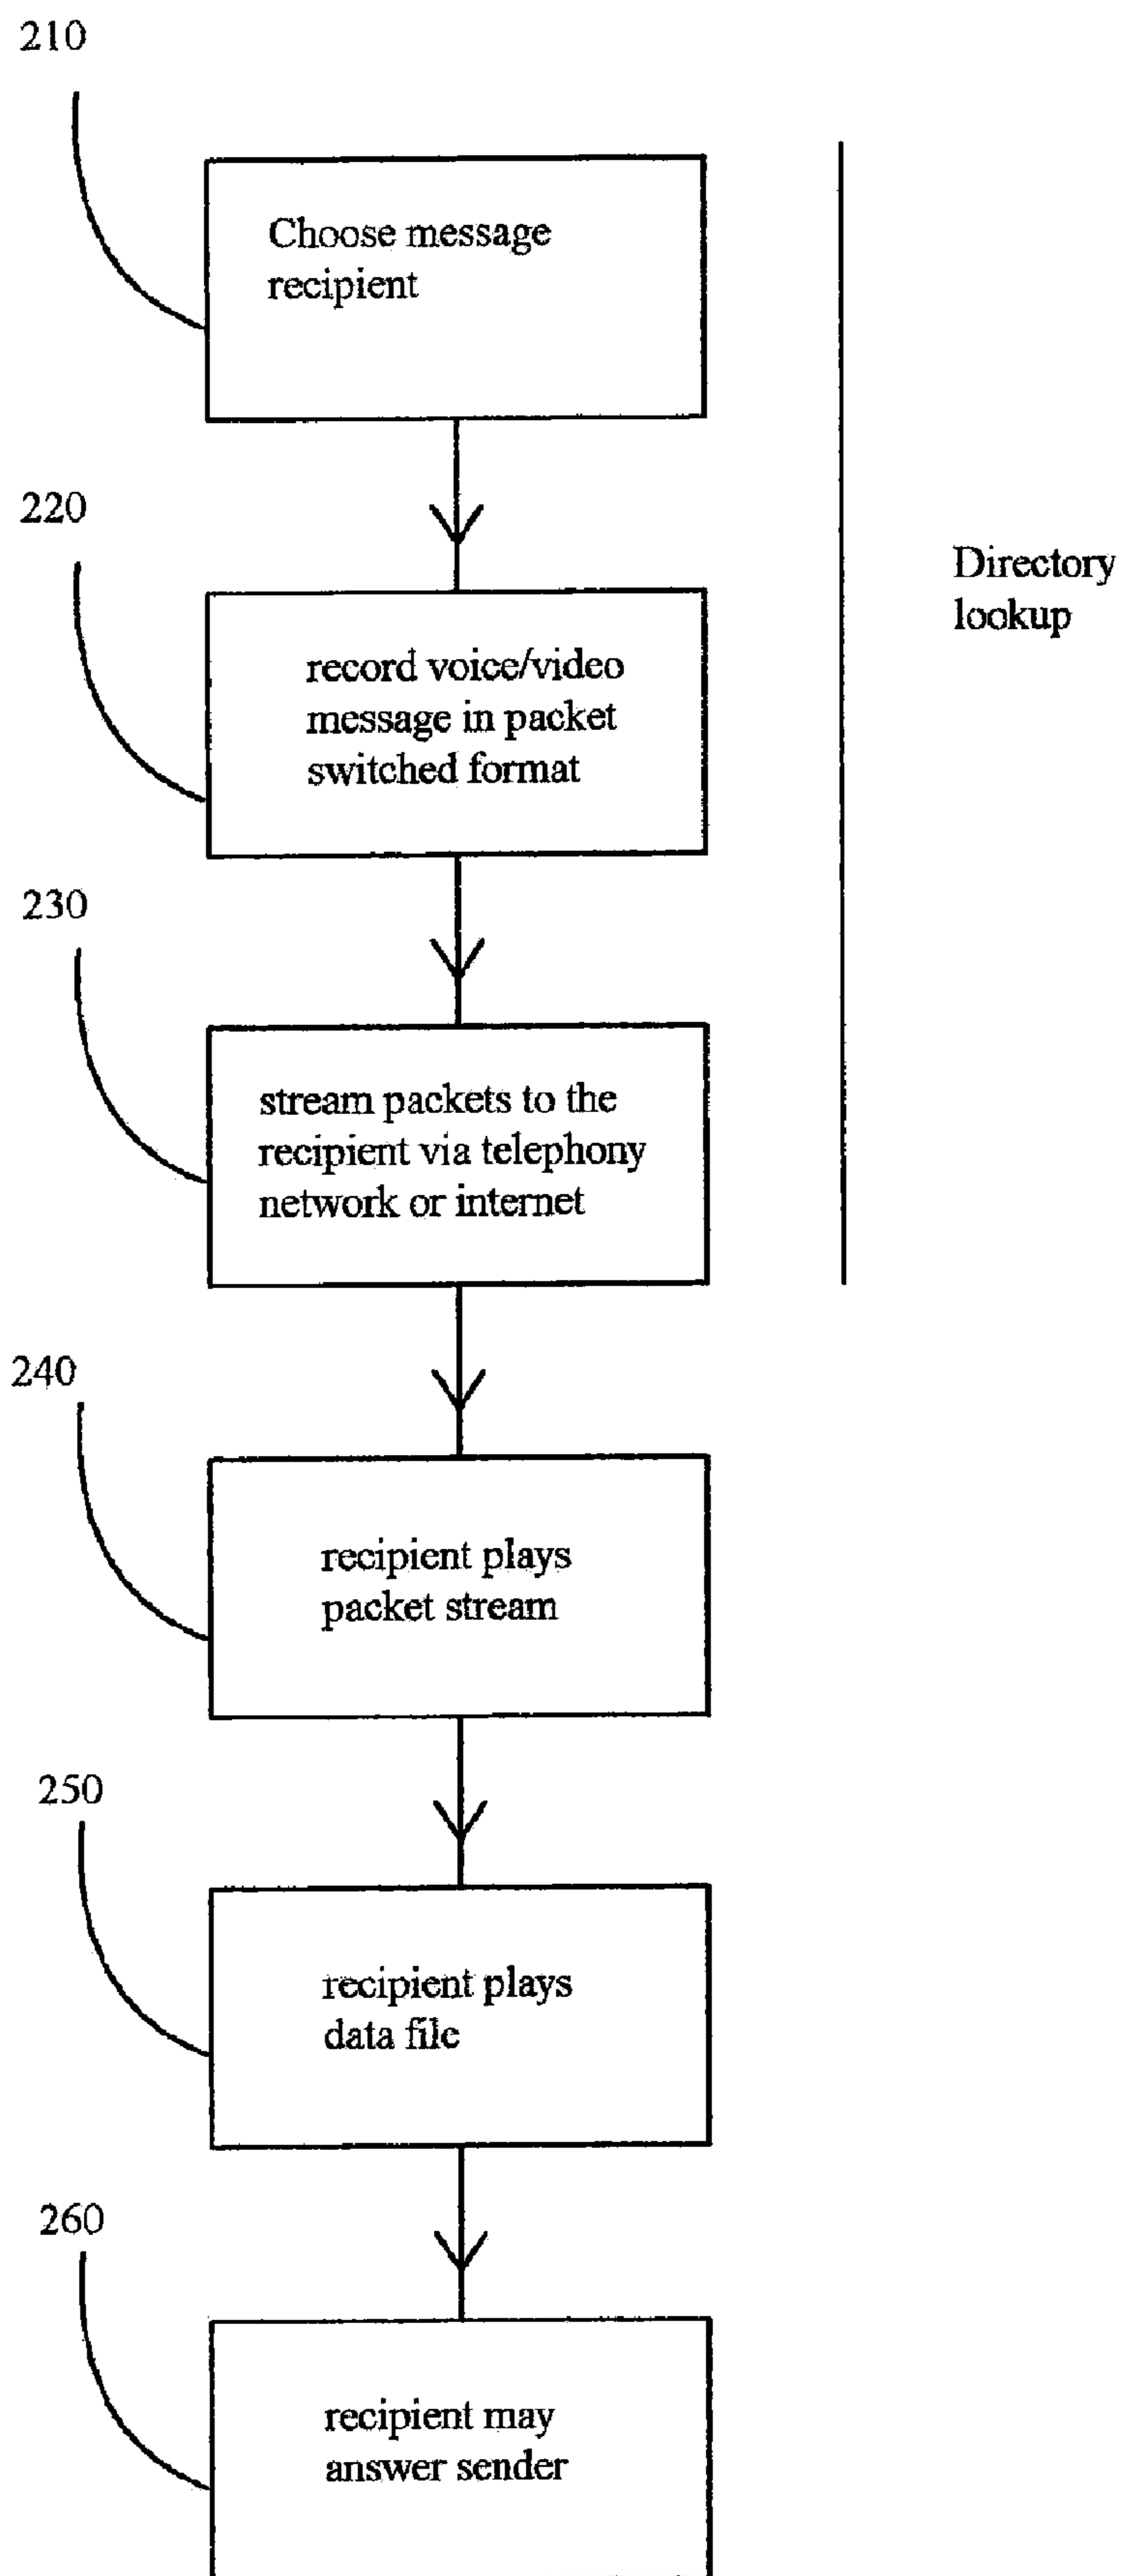 210
Choose message
recipient
220
record voice/video
message in packet
switched format
Directory
lookup
230
stream packets to the
recipient via telephony
network or internet
240
recipient plays
packet stream
250
recipient plays
data file
260
recipient may
answer sender